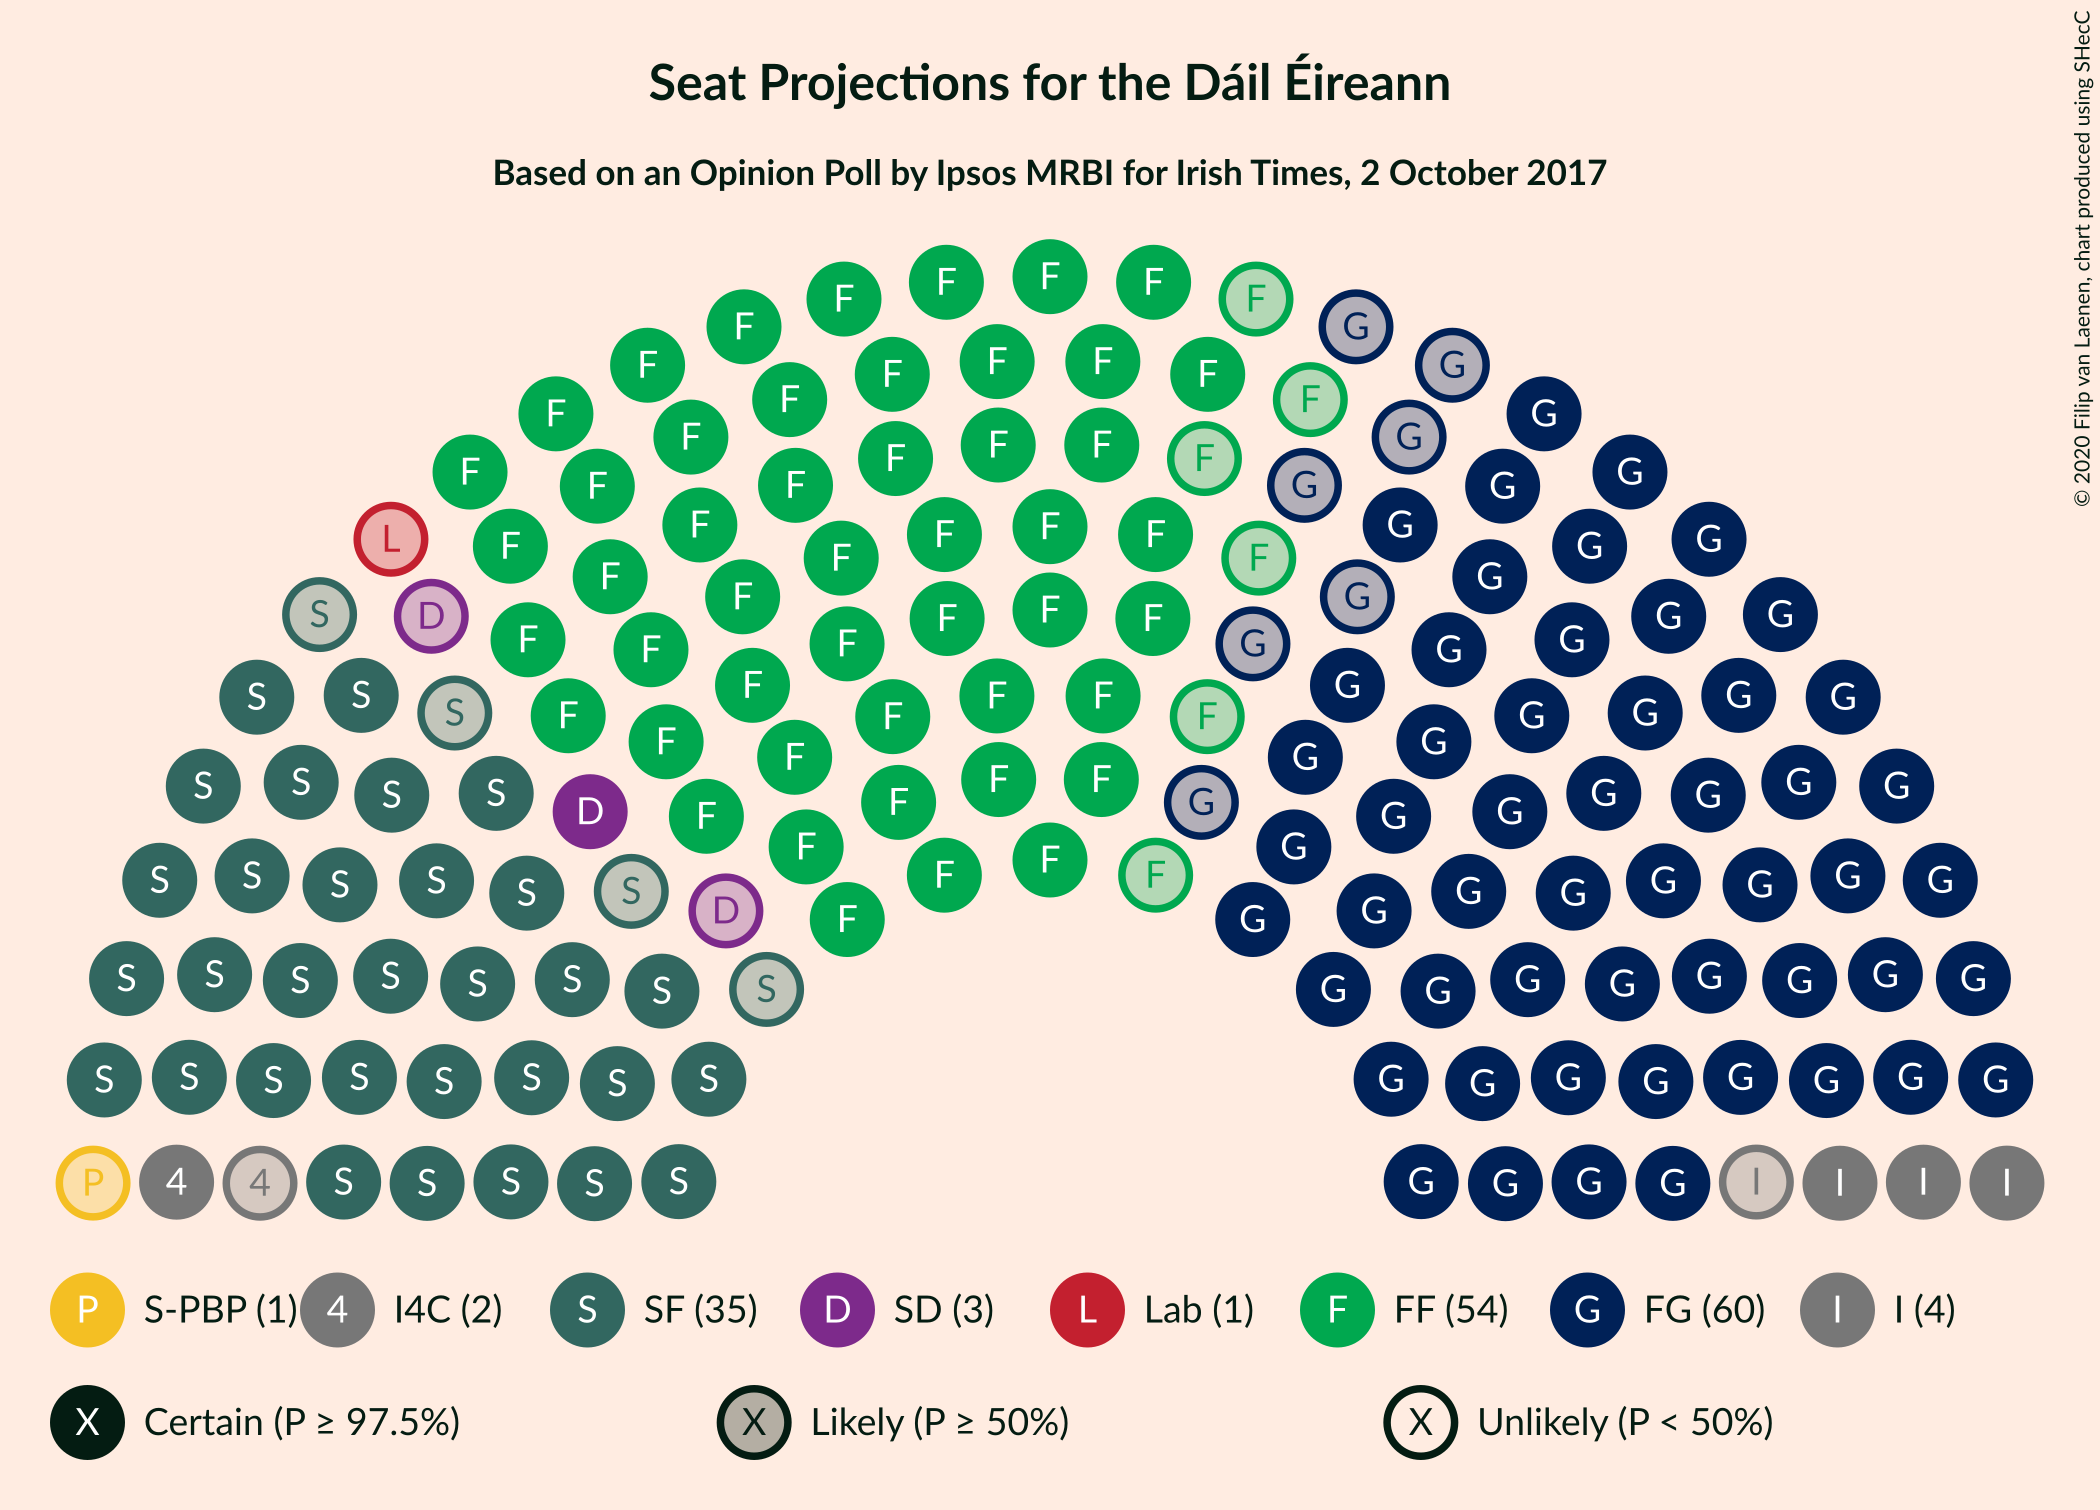 © 2020 Filip van Laenen, chart produced using SHecC
Seat Projections for the Dáil Éireann
Based on an Opinion Poll by Ipsos MRBI for Irish Times, 2 October 2017
F F F F F
F G
F F F F F G
F F F F G G
F F F F F F F G G G
L F F F F F F F G G G
S D F F F F F G G G G
F F F G G G
S S S F F F F F F G G G G G
F F G G
S S S S D F F F F G G G G G G G
F G
S S S S S S D F F F F G G G G G G G G
S S S S S S S S G G G G G G G G
S S S S S S S S G G G G G G G G
P 4 4 S S S S S G G G G I I I I
P S-PBP (1) 4 I4C (2) S SF (35) D SD (3) L Lab (1) F FF (54) G FG (60) I I (4)
X Certain (P ≥ 97.5%) X Likely (P ≥ 50%) X Unlikely (P < 50%)